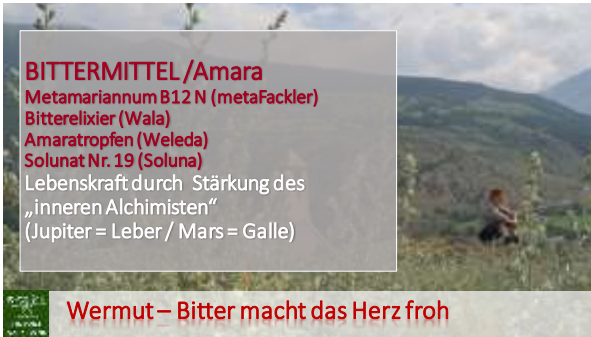 BITTERMITTEL /Amara
Metamariannum B12 N (metaFackler)
Bitterelixier (Wala)
Amaratropfen (Weleda)
Solunat Nr. 19 (Soluna)
Lebenskraft durch Stärkung des
„inneren Alchimisten“
(Jupiter = Leber / Mars = Galle)
Wermut – Bitter macht das Herz froh